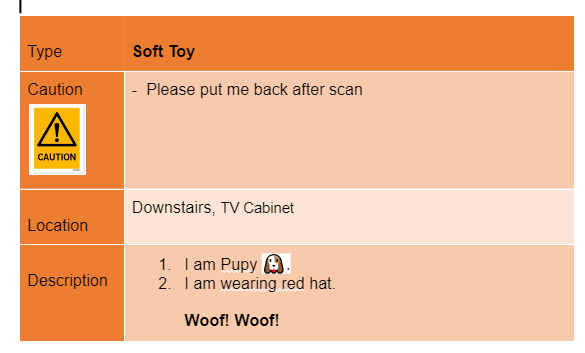 Type
Soft Toy
Caution
- Please put me back after scan
CAUTION
Location
Downstairs, TV Cabinet
Description
1. I am Pupy .
2. I am wearing red hat.
Woof! Woof!